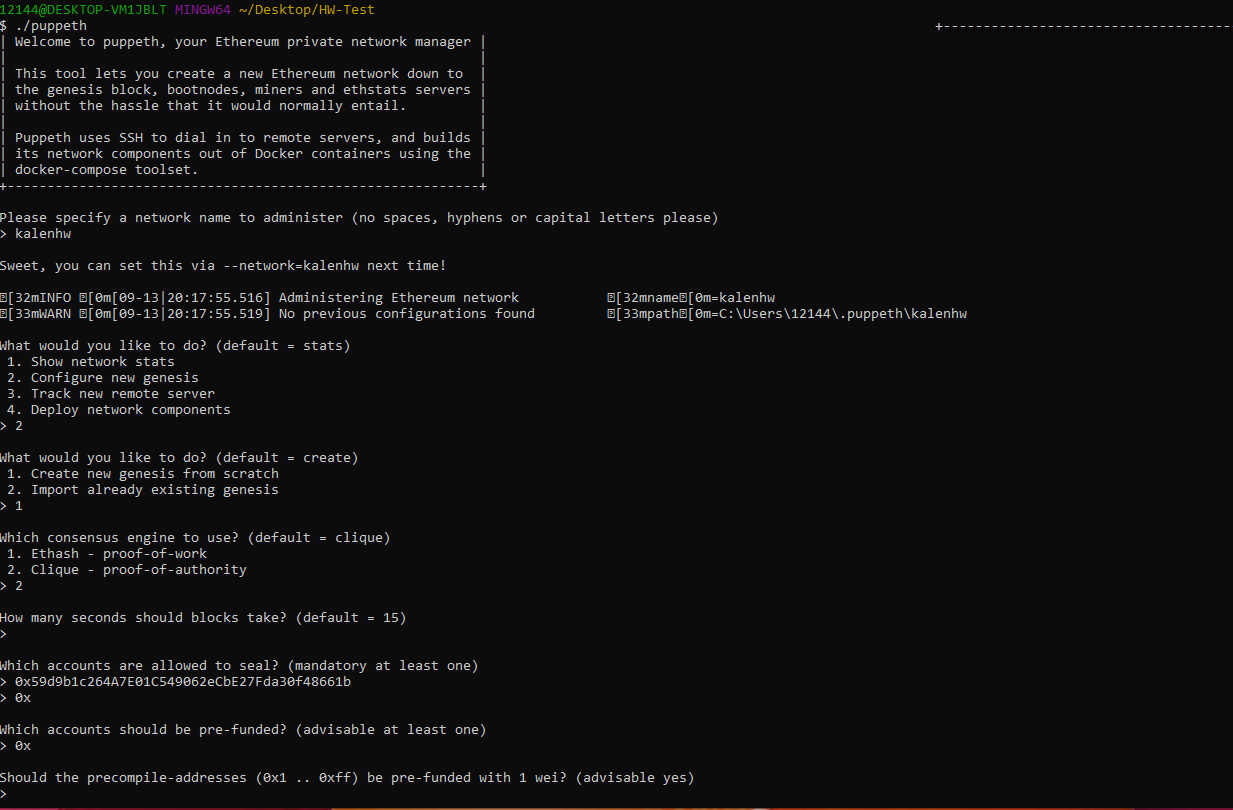 12144@DESKTOP-VM1JBLT MINGW64 ~/Desktop/HW-Test
$ ./puppeth
+------------------------------------
| Welcome to puppeth, your Ethereum private network manager |
| |
| This tool lets you create a new Ethereum network down to |
| the genesis block, bootnodes, miners and ethstats servers |
| without the hassle that it would normally entail. |
| |
| Puppeth uses SSH to dial in to remote servers, and builds |
| its network components out of Docker containers using the |
| docker-compose toolset. |
+-----------------------------------------------------------+
Please specify a network name to administer (no spaces, hyphens or capital letters please)
> kalenhw
Sweet, you can set this via --network=kalenhw next time!
[32mINFO [0m[09-13|20:17:55.516] Administering Ethereum network [32mname[0m=kalenhw
[33mWARN [0m[09-13|20:17:55.519] No previous configurations found [33mpath[0m=C:\Users\12144\.puppeth\kalenhw
What would you like to do? (default = stats)
1. Show network stats
2. Configure new genesis
3. Track new remote server
4. Deploy network components
> 2
What would you like to do? (default = create)
1. Create new genesis from scratch
2. Import already existing genesis
> 1
Which consensus engine to use? (default = clique)
1. Ethash - proof-of-work
2. Clique - proof-of-authority
> 2
How many seconds should blocks take? (default = 15)
>
Which accounts are allowed to seal? (mandatory at least one)
> 0x59d9b1c264A7E01C549062eCbE27Fda30f48661b
> 0x
Which accounts should be pre-funded? (advisable at least one)
> 0x
Should the precompile-addresses (0x1 .. 0xff) be pre-funded with 1 wei? (advisable yes)
>